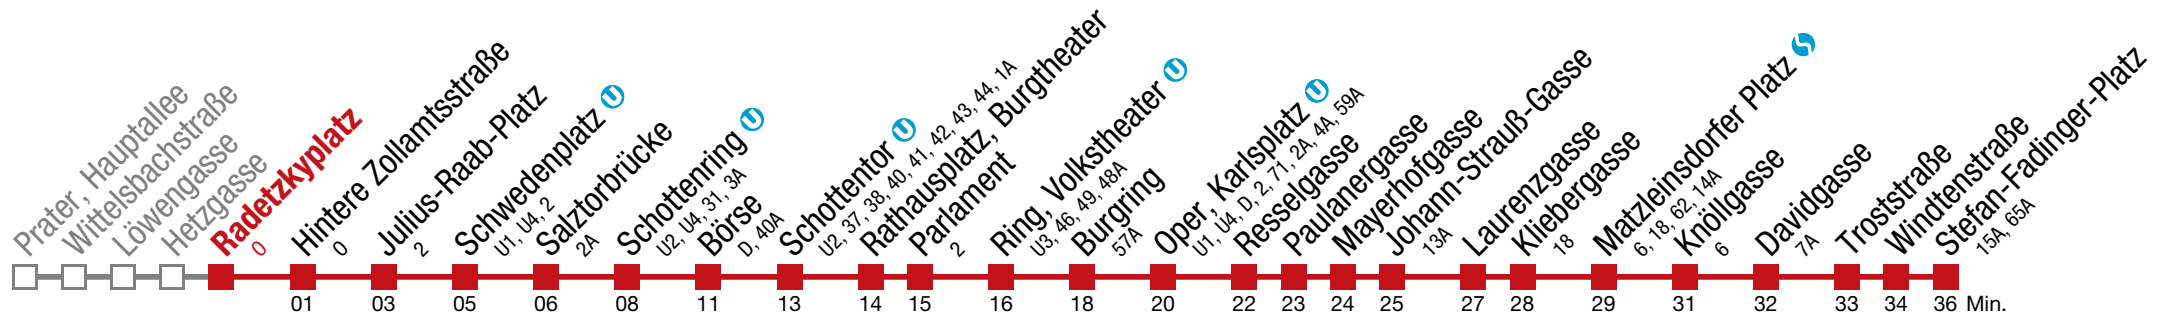 Prater, Hauptallee
Wittelsbachstraße
Löwengasse
Hetzgasse
Radetzkyplatz
O
Hintere Zollamtsstraße
O
01
Julius-Raab-Platz
2
03
Schwedenplatz U
U1, U4, 2
05
Salztorbrücke
2A
06
Schottenring U
U2, U4, 31, 3A
08
Börse
D, 40A
11
Schottentor U
U2, 37, 38, 40, 41, 42, 43, 44, 1A
13
Rathausplatz, Burgtheater
14
Parlament
2
15
Ring, Volkstheater U
U3, 46, 49, 48A
16
Burgring
57A
18
Oper, Karlsplatz U
U1, U4, D, 2, 71, 2A, 4A, 59A
20
Resselgasse
22
Paulanergasse
23
Mayerhofgasse
24
Johann-Strauß-Gasse
13A
25
Laurenzgasse
27
Kliebergasse
18
28
Matzleinsdorfer Platz S
6, 18, 62, 14A
29
Knöllgasse
6
31
Davidgasse
7A
32
Troststraße
33
Windtenstraße
34
Stefan-Fadinger-Platz
15A, 65A
36 Min.